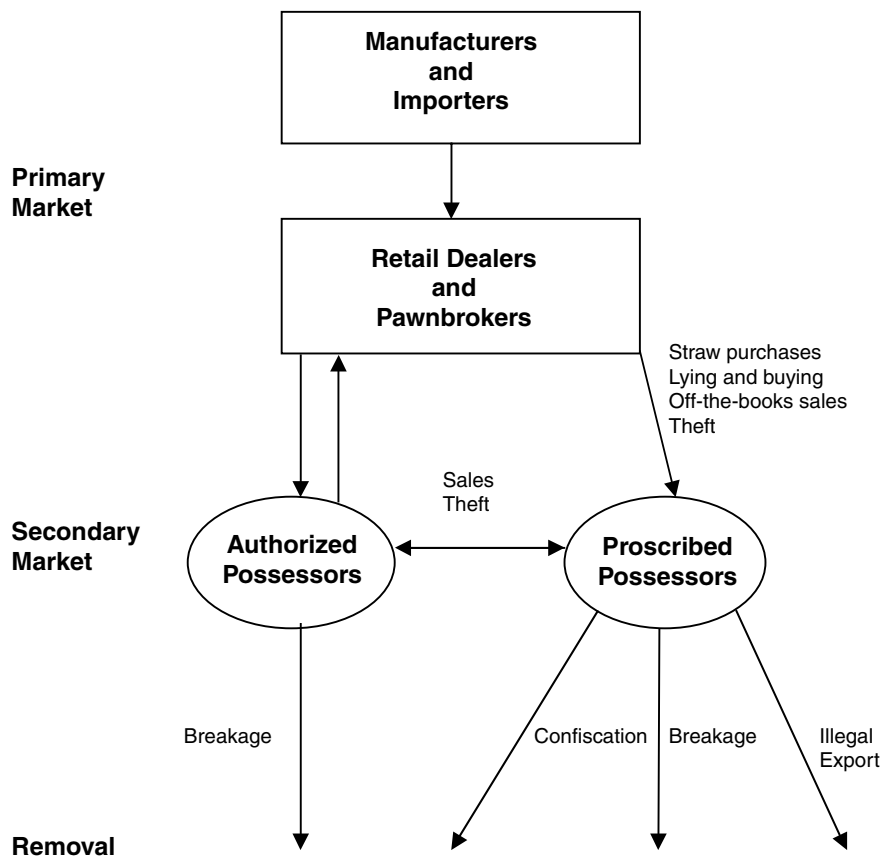 Manufacturers
and
Importers
Primary
Market
Retail Dealers
and
Pawnbrokers
Straw purchases
Lying and buying
Off-the-books sales
Theft
Sales
Theft
Secondary
Market
Authorized
Possessors
Proscribed
Possessors
Breakage
Confiscation
Breakage
Illegal
Export
Removal